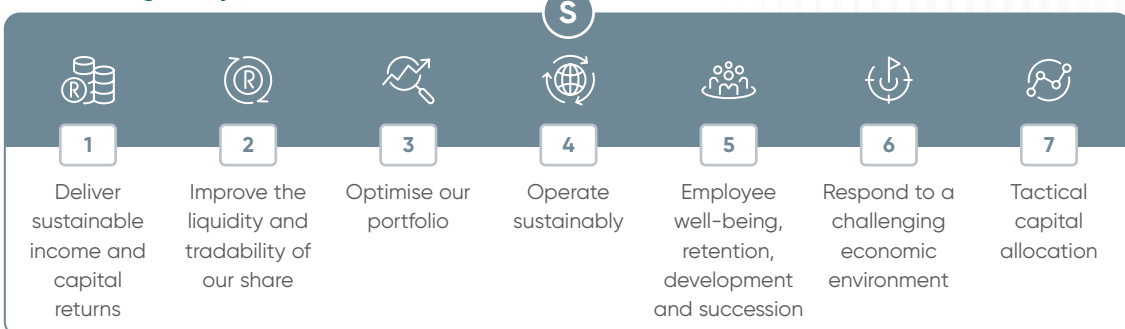 S
R
R
1
2
3
4
5
6
7
Deliver
sustainable
income and
capital
returns
Improve the
liquidity and
tradability of
our share
Optimise our
portfolio
Operate
sustainably
Employee
well-being,
retention,
development
and succession
Respond to a
challenging
economic
environment
Tactical
capital
allocation